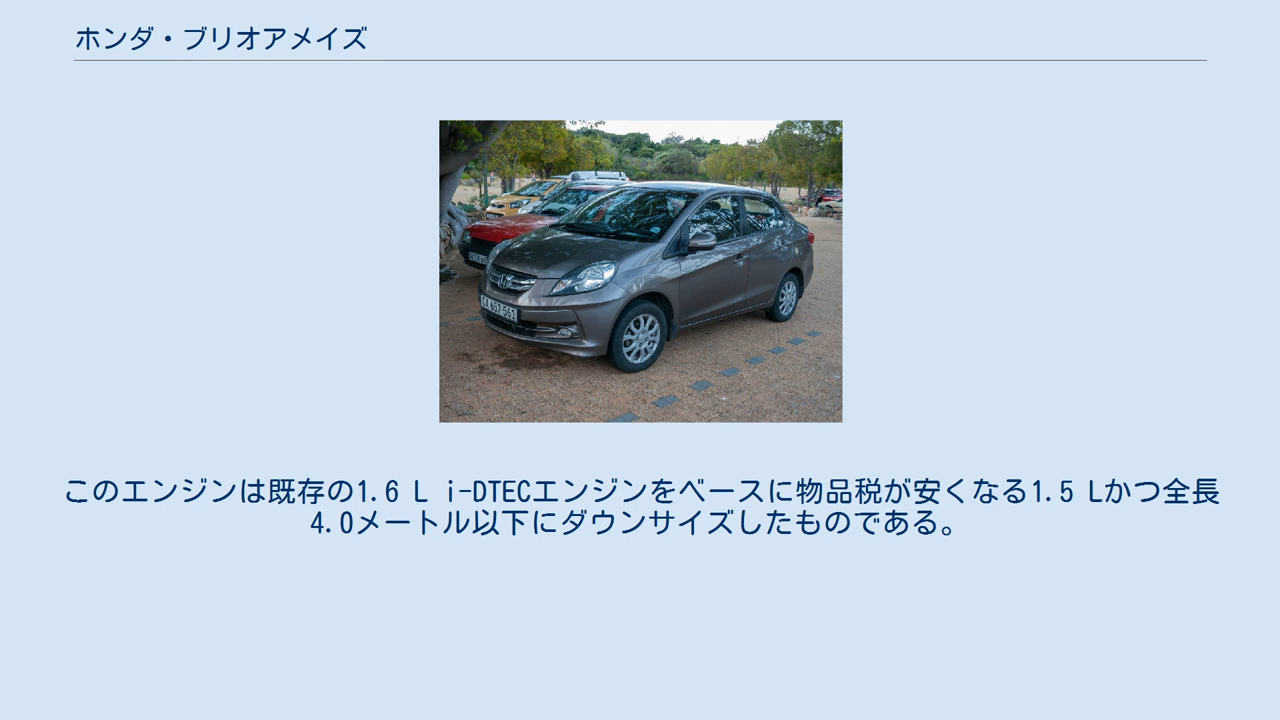 ホンダ・ブリオアメイズ
CA 467 561
このエンジンは既存の1.6 L i-DTECエンジンをベースに物品税が安くなる1.5 Lかつ全長
4.0メートル以下にダウンサイズしたものである。